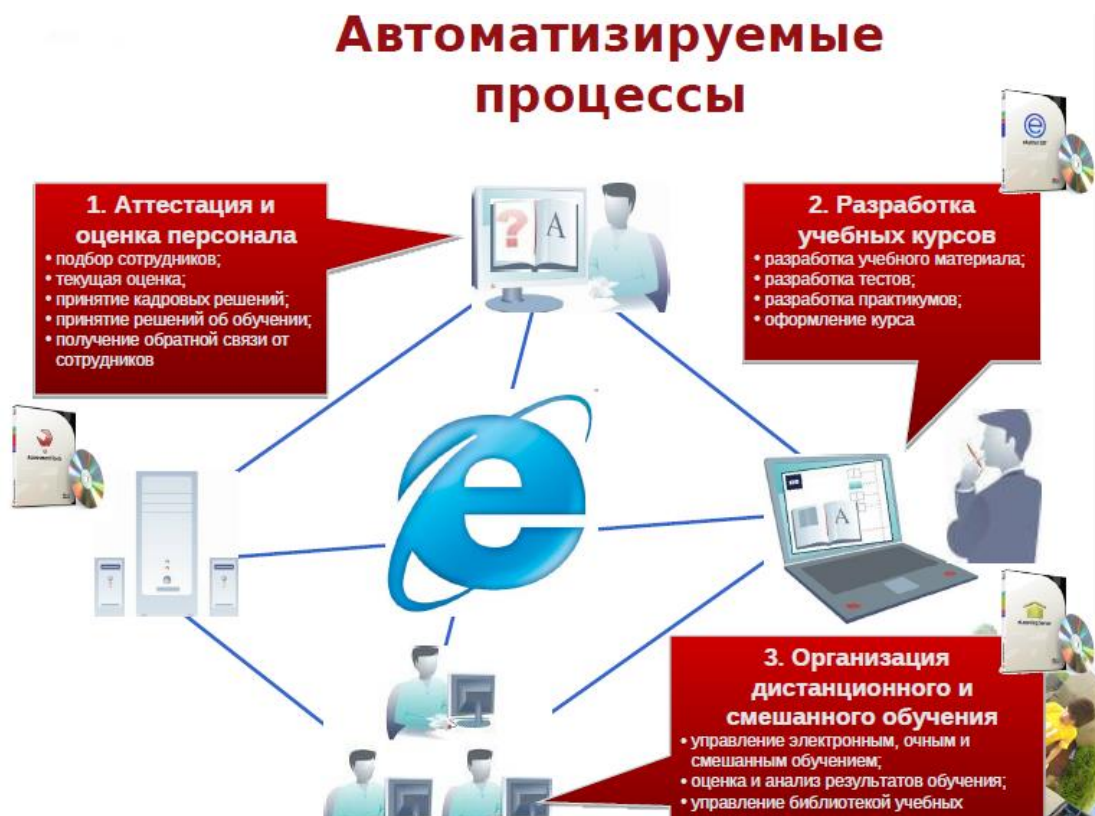 Автоматизируемые
процессы
1. Аттестация и
оценка персонала
• подбор сотрудников;
• текущая оценка;
• принятие кадровых решений;
• принятие решений об обучении;
• получение обратной связи от
сотрудников
2. Разработка
учебных курсов
• разработка учебного материала;
• разработка тестов;
• разработка практикумов;
• оформление курса
? A
A
3. Организация
дистанционного и
смешанного обучения
• управление электронным, очным и
смешанным обучением;
• оценка и анализ результатов обучения;
• управление библиотекой учебных